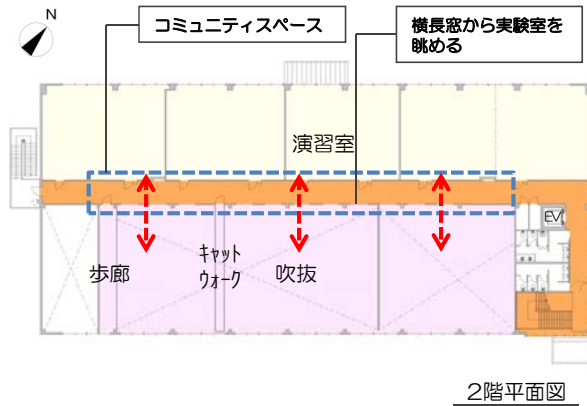 N
コミュニティスペース
横長窓から実験室を
眺める
演習室
EV
歩廊
キャット
ウォーク
吹抜
2階平面図